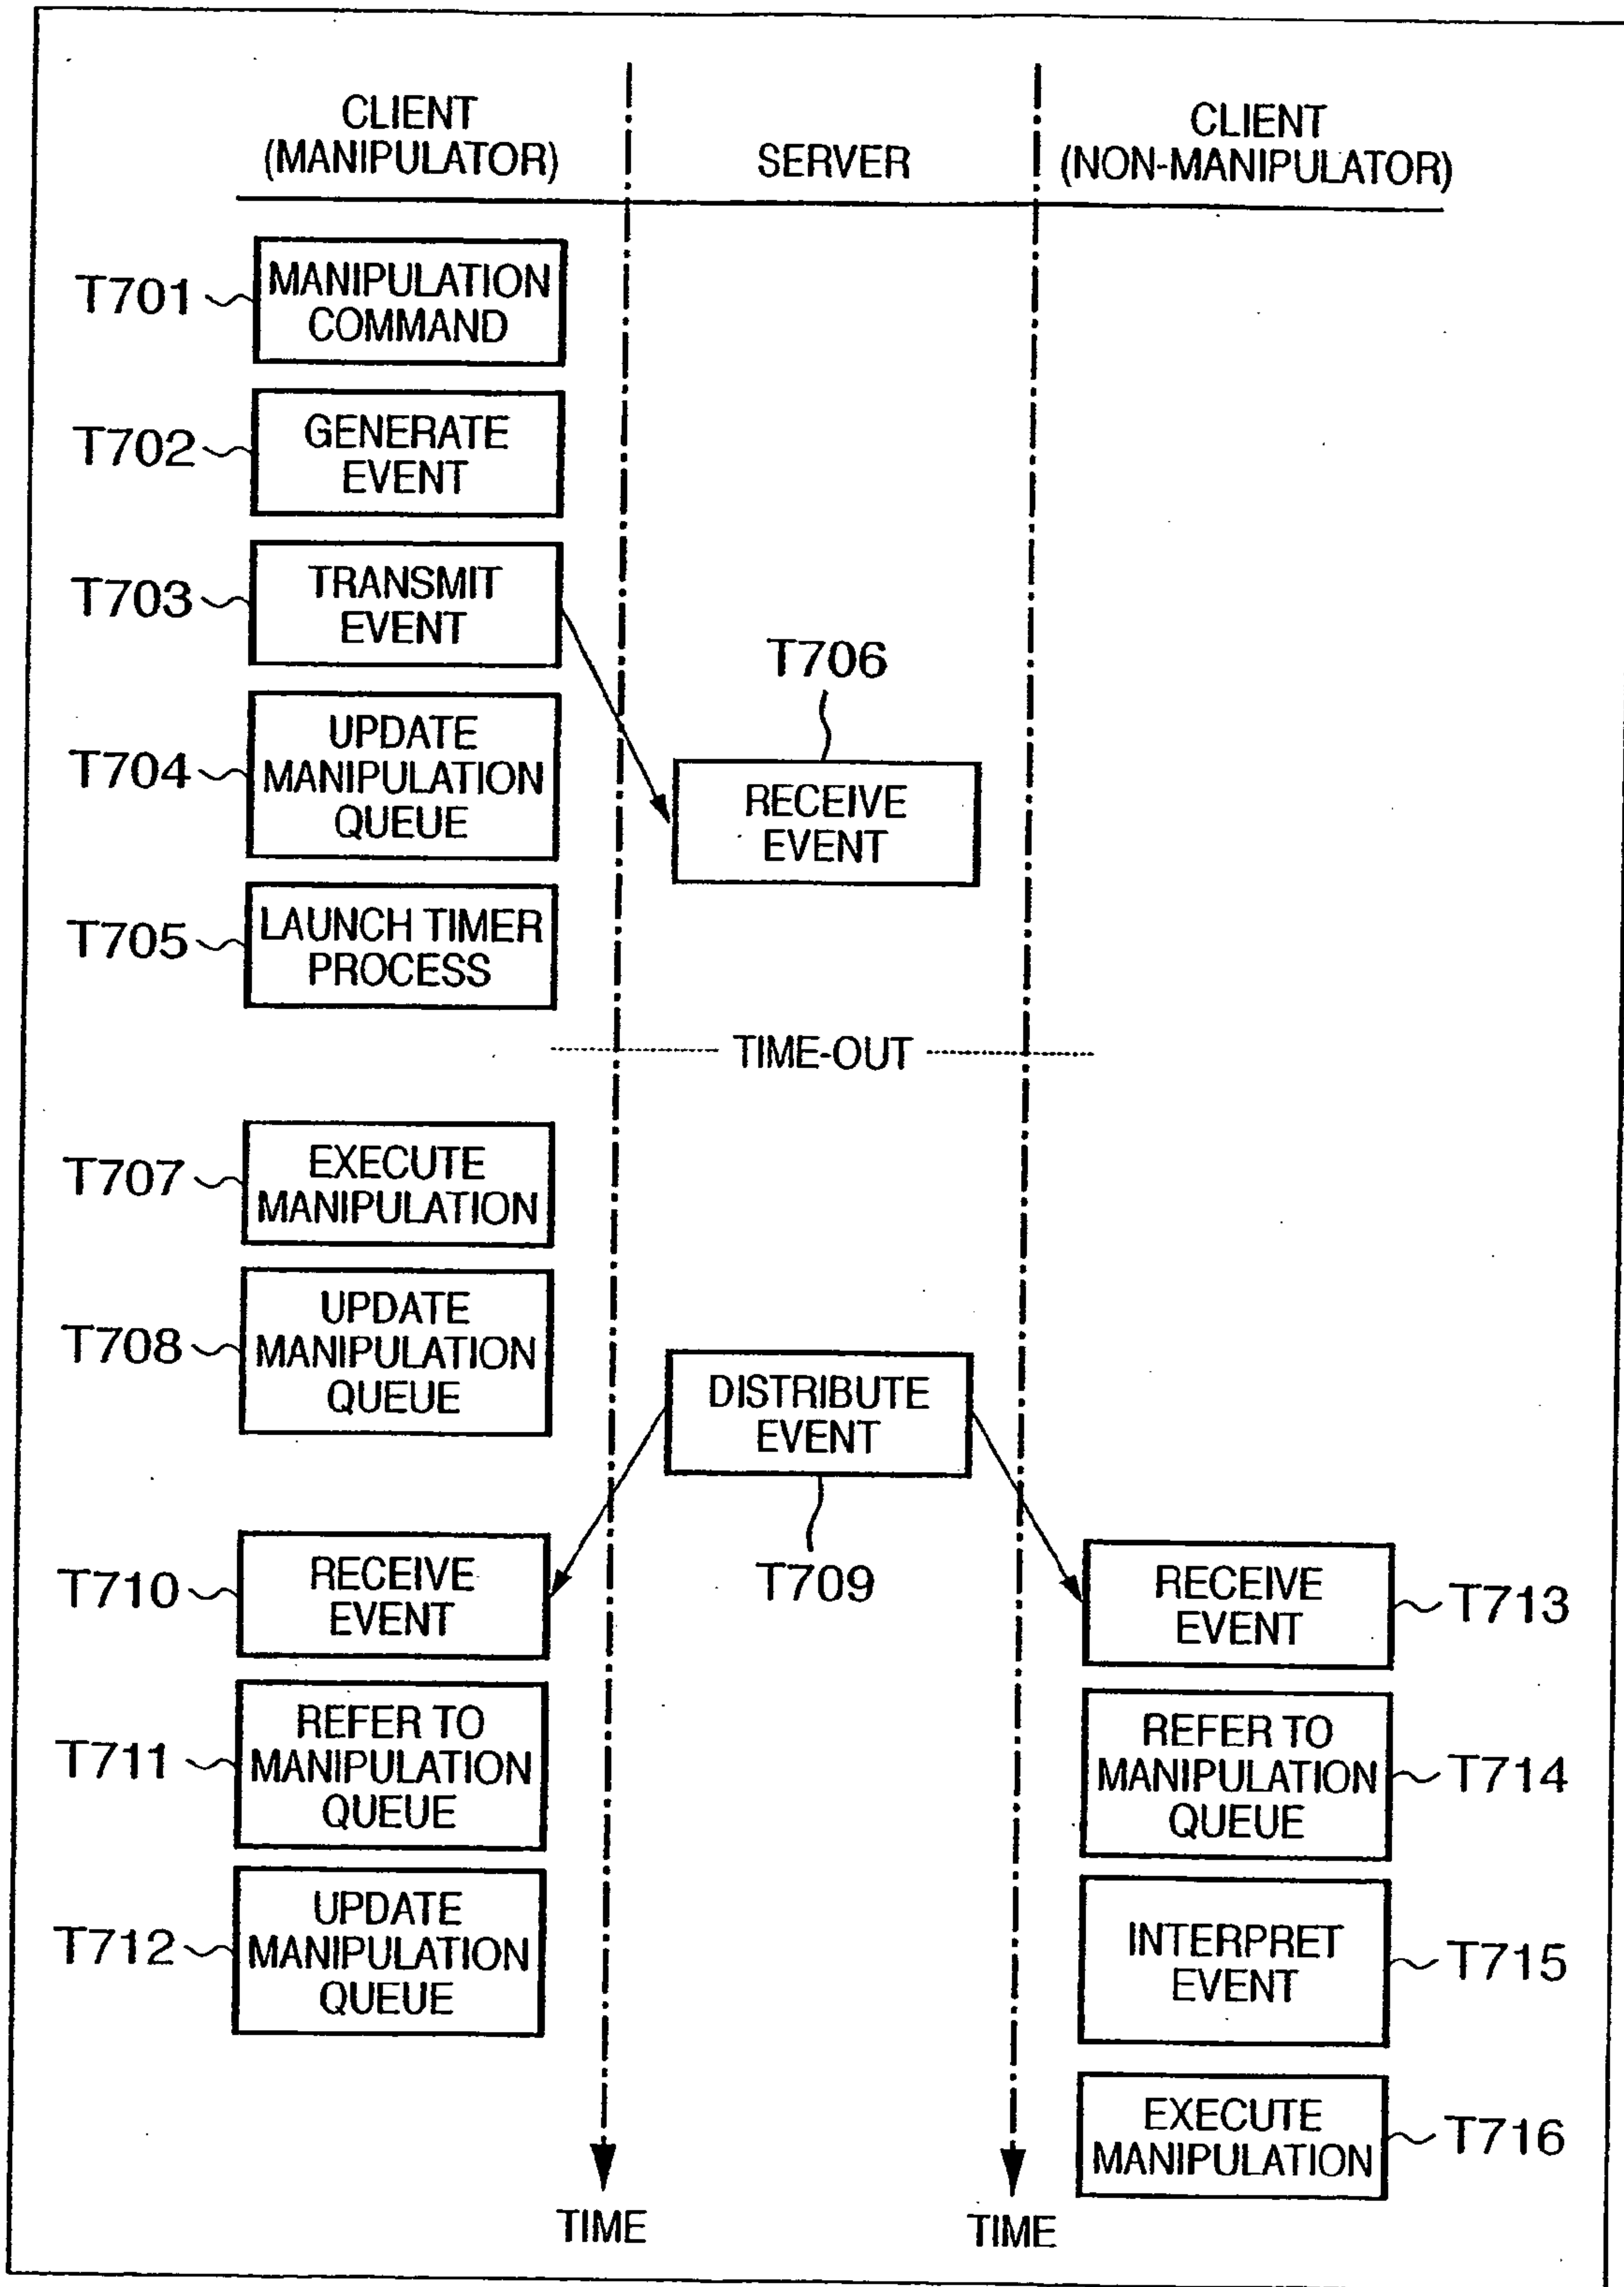 CLIENT
(MANIPULATOR)
SERVER
CLIENT
(NON-MANIPULATOR)
T701
MANIPULATION
COMMAND
T702
GENERATE
EVENT
T703
TRANSMIT
EVENT
T706
T704
UPDATE
MANIPULATION
QUEUE
RECEIVE
EVENT
T705
LAUNCH TIMER
PROCESS
TIME-OUT
T707
EXECUTE
MANIPULATION
T708
UPDATE
MANIPULATION
QUEUE
DISTRIBUTE
EVENT
T709
T710
RECEIVE
EVENT
RECEIVE
EVENT
T713
T711
REFER TO
MANIPULATION
QUEUE
REFER TO
MANIPULATION
QUEUE
T714
T712
UPDATE
MANIPULATION
QUEUE
INTERPRET
EVENT
T715
EXECUTE
MANIPULATION
T716
TIME
TIME